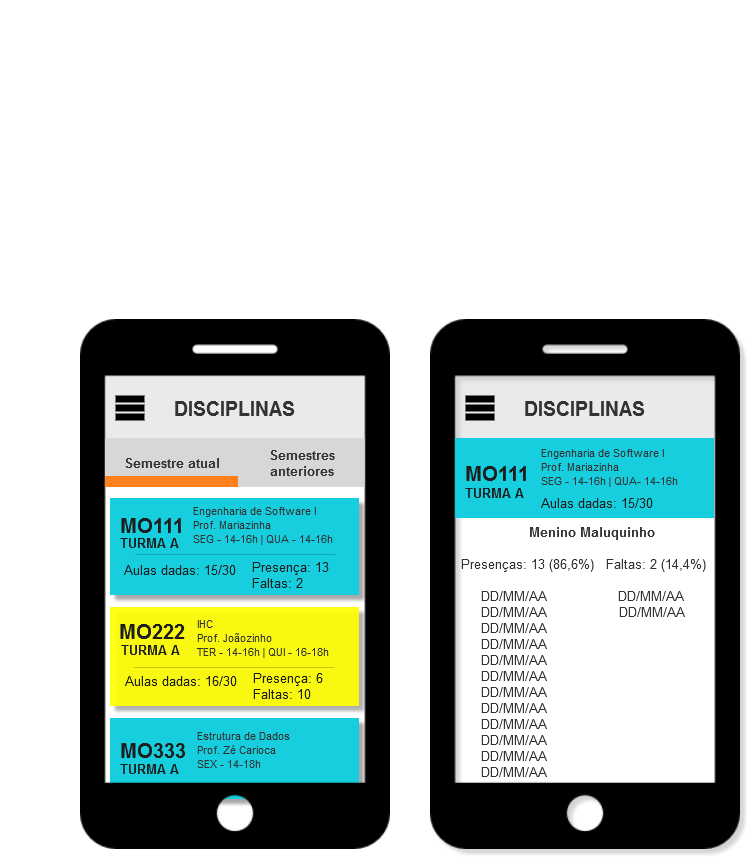 DISCIPLINAS
Semestre atual
Semestres
anteriores
MO111
TURMA A
Engenharia de Software I
Prof. Mariazinha
SEG - 14-16h | QUA - 14-16h
Aulas dadas: 15/30
Presença: 13
Faltas: 2
MO222
TURMA A
IHC
Prof. Joãozinho
TER - 14-16h | QUI - 16-18h
Aulas dadas: 16/30
Presença: 6
Faltas: 10
MO333
TURMA A
Estrutura de Dados
Prof. Zé Carioca
SEX - 14-18h
DISCIPLINAS
MO111
TURMA A
Engenharia de Software I
Prof. Mariazinha
SEG - 14-16h | QUA- 14-16h
Aulas dadas: 15/30
Menino Maluquinho
Presenças: 13 (86,6%) Faltas: 2 (14,4%)
DD/MM/AA DD/MM/AA
DD/MM/AA DD/MM/AA
DD/MM/AA
DD/MM/AA
DD/MM/AA
DD/MM/AA
DD/MM/AA
DD/MM/AA
DD/MM/AA
DD/MM/AA
DD/MM/AA
DD/MM/AA